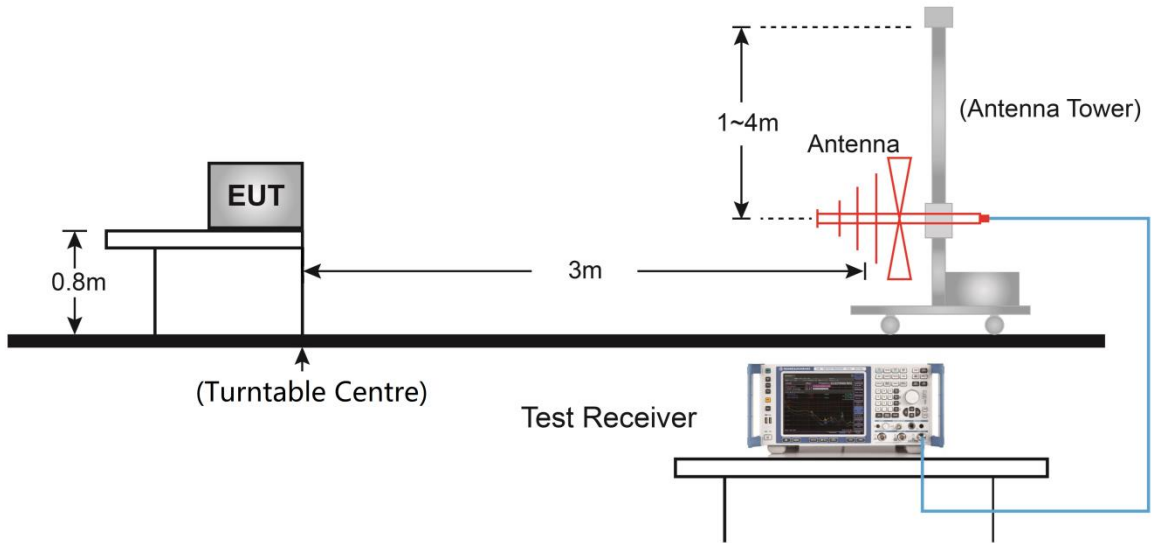 1~4m
(Antenna Tower)
Antenna
EUT
0.8m
3m
(Turntable Centre)
Test Receiver